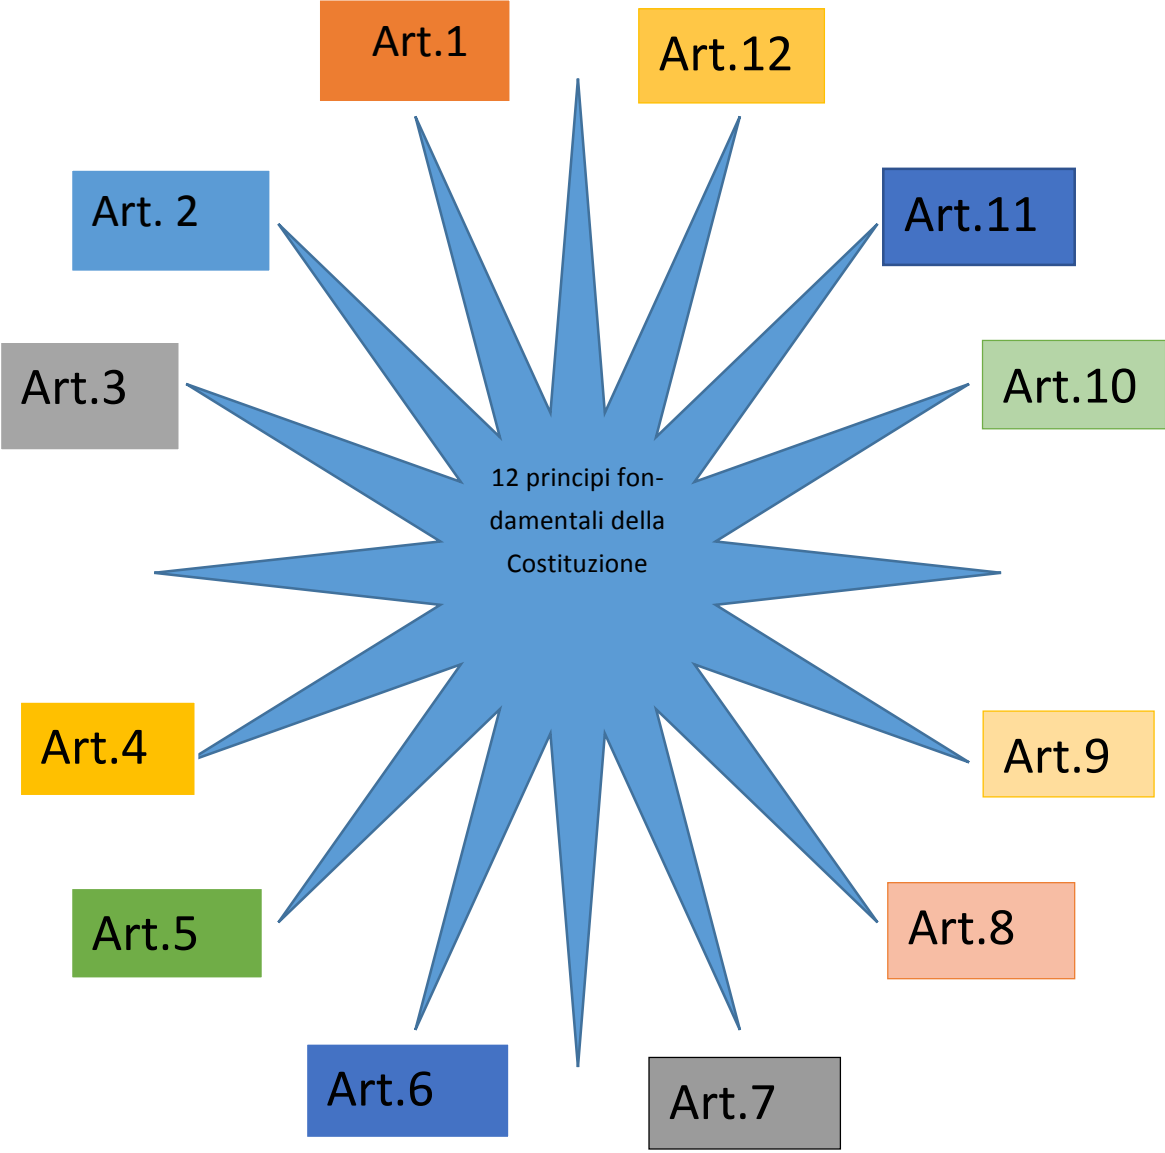 Art.1
Art.12
Art. 2
Art.11
Art.3
Art.10
12 principi fon-
damentali della
Costituzione
Art.4
Art.9
Art.5
Art.8
Art.6
Art.7